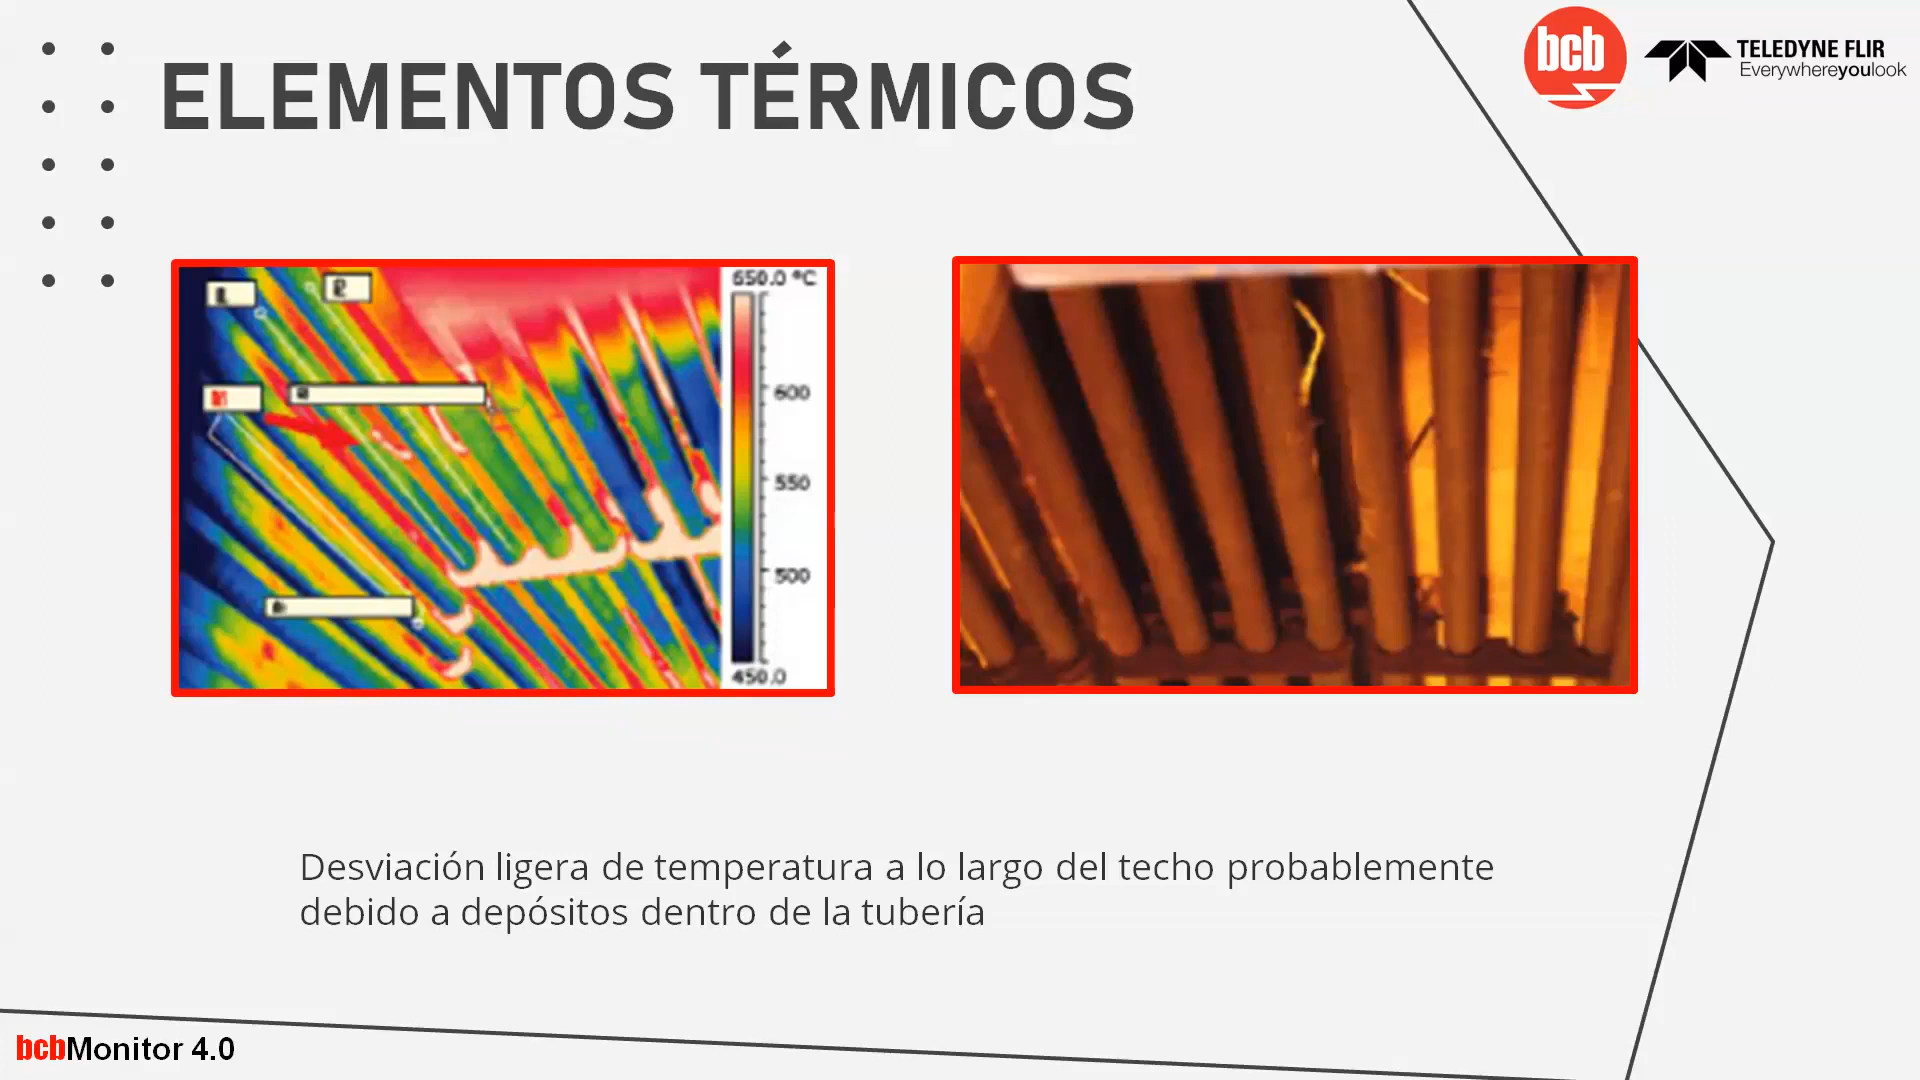 ELEMENTOS TÉRMICOS
bcb
TELEDYNE FLIR
Everywhereyoulook
650.0 °C
600
550
500
450.0
Desviación ligera de temperatura a lo largo del techo probablemente
debido a depósitos dentro de la tubería
bcbMonitor 4.0